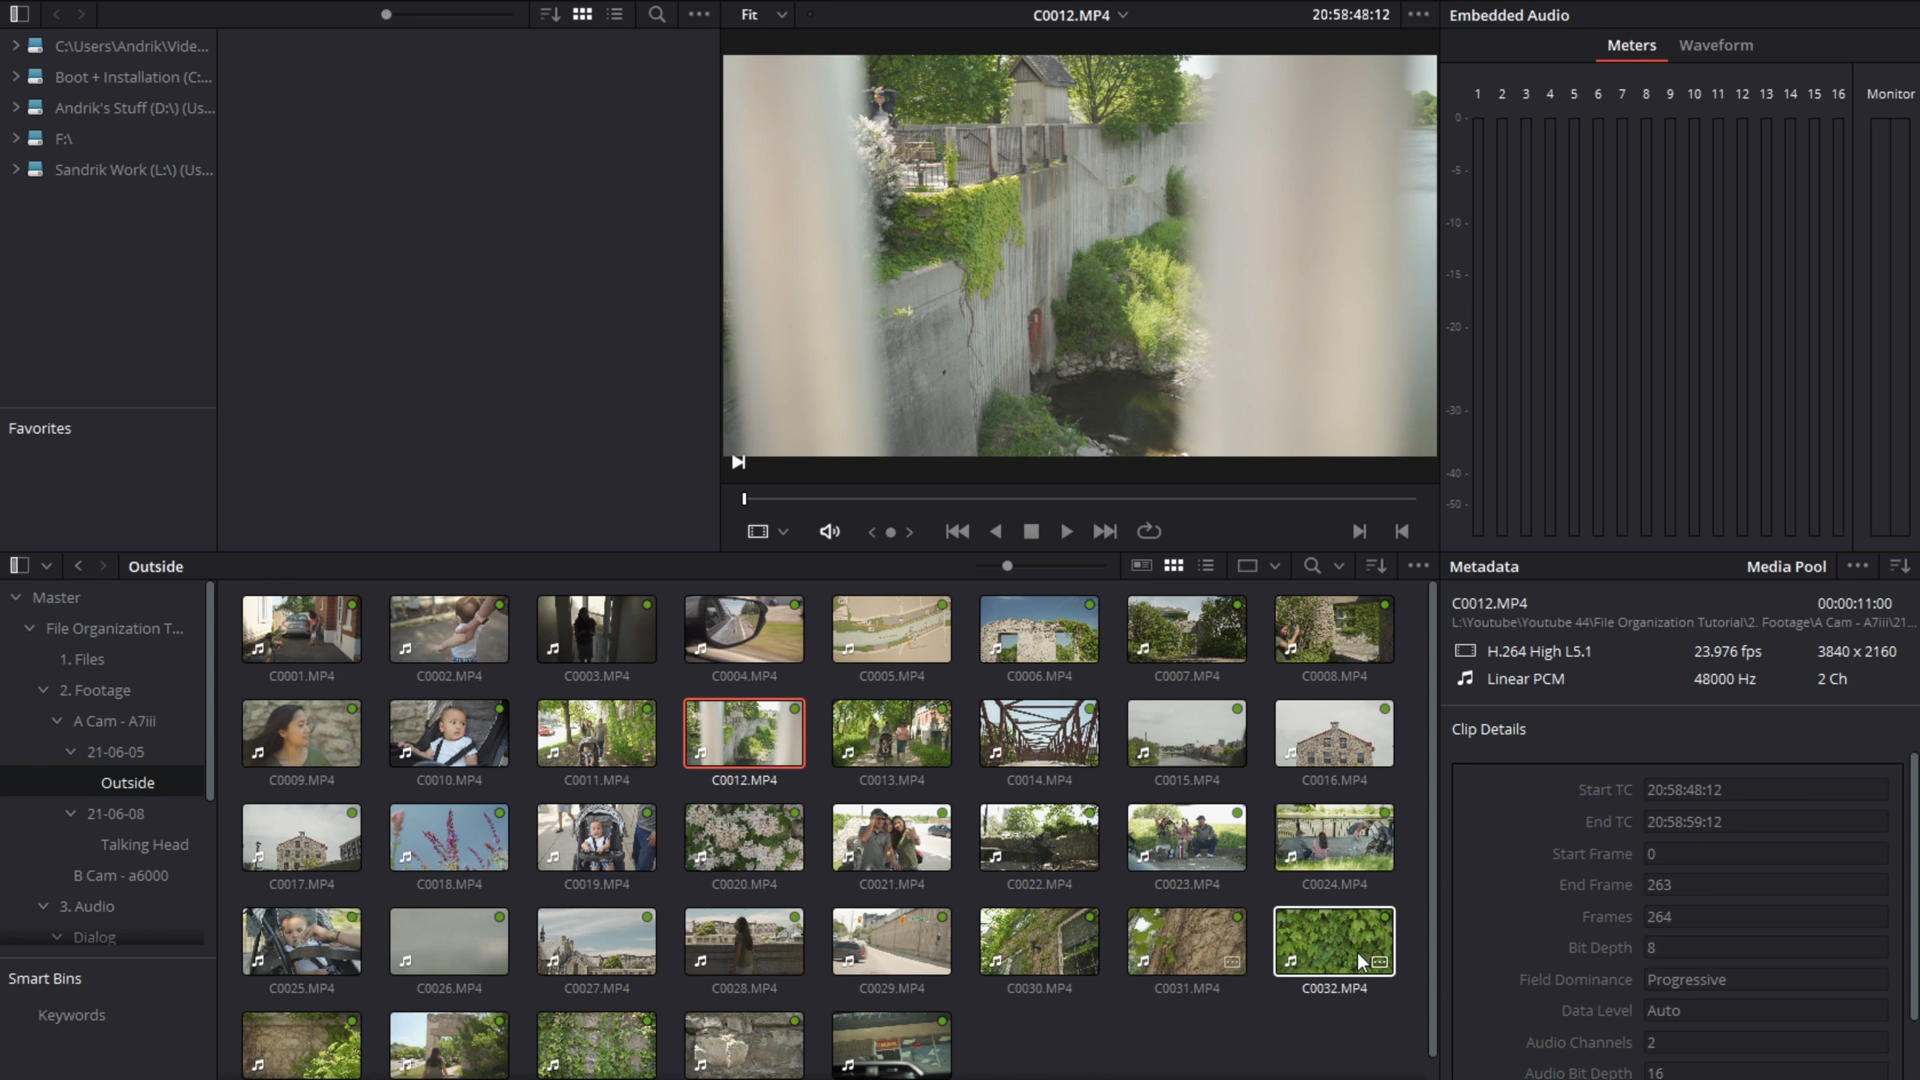 Fit
C0012.MP4
20:58:48:12
Embedded Audio
Meters
Waveform
C:\Users\Andrik\Vide...
Boot + Installation (C:...
Andrik's Stuff (D:\) (Us...
F:\
Sandrik Work (L:\) (Us...
Favorites
1 2 3 4 5 6 7 8 9 10 11 12 13 14 15 16
Monitor
0
-5
-10
-15
-20
-30
-40
-50
Outside
Master
File Organization T...
1. Files
2. Footage
A Cam - A7iii
21-06-05
Outside
21-06-08
Talking Head
B Cam - a6000
3. Audio
Dialog
Smart Bins
Keywords
C0001.MP4 C0002.MP4 C0003.MP4 C0004.MP4 C0005.MP4 C0006.MP4 C0007.MP4 C0008.MP4
C0009.MP4 C0010.MP4 C0011.MP4 C0012.MP4 C0013.MP4 C0014.MP4 C0015.MP4 C0016.MP4
C0017.MP4 C0018.MP4 C0019.MP4 C0020.MP4 C0021.MP4 C0022.MP4 C0023.MP4 C0024.MP4
C0025.MP4 C0026.MP4 C0027.MP4 C0028.MP4 C0029.MP4 C0030.MP4 C0031.MP4 C0032.MP4
Metadata
Media Pool
C0012.MP4 00:00:11:00
L:\Youtube\Youtube 44\File Organization Tutorial\2. Footage\A Cam - A7iii\21...
H.264 High L5.1 23.976 fps 3840 x 2160
Linear PCM 48000 Hz 2 Ch
Clip Details
Start TC 20:58:48:12
End TC 20:58:59:12
Start Frame 0
End Frame 263
Frames 264
Bit Depth 8
Field Dominance Progressive
Data Level Auto
Audio Channels 2
Audio Bit Depth 16